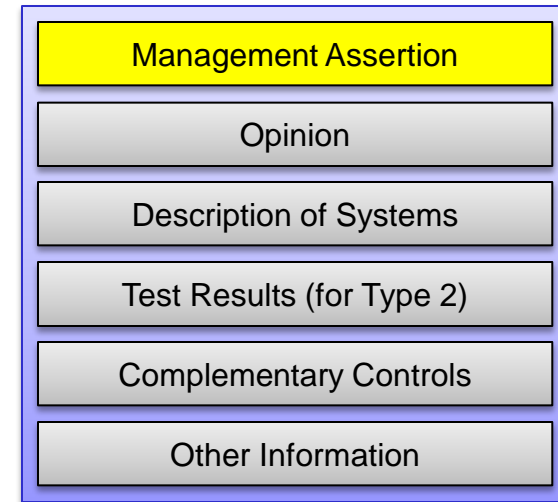 Management Assertion
Opinion
Description of Systems
Test Results (for Type 2)
Complementary Controls
Other Information